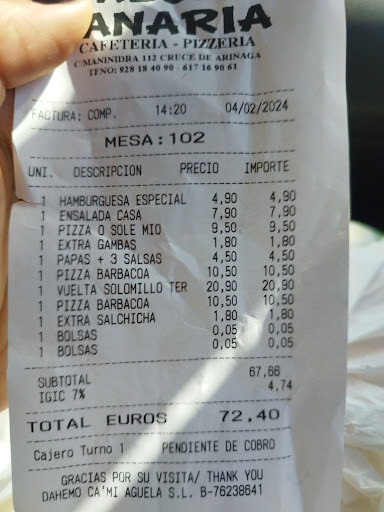 ANARIA
CAFETERIA - PIZZERIA
C\MANINIDRA 112 CRUCE DE ARINAGA
TFNO: 928 18 40 90 - 617 16 90 61
FACTURA: COMP. 14:20 04/02/2024
MESA: 102
UNI. DESCRIPCION PRECIO IMPORTE
1 HAMBURGUESA ESPECIAL 4,90 4,90
1 ENSALADA CASA 7,90 7,90
1 PIZZA O SOLE MIO 9,50 9,50
1 EXTRA GAMBAS 1,80 1,80
1 PAPAS + 3 SALSAS 4,50 4,50
1 PIZZA BARBACOA 10,50 10,50
1 VUELTA SOLOMILLO TER 20,90 20,90
1 PIZZA BARBACOA 10,50 10,50
1 EXTRA SALCHICHA 1,80 1,80
1 BOLSAS 0,05 0,05
1 BOLSAS 0,05 0,05
SUBTOTAL 67,66
IGIC 7% 4,74
TOTAL EUROS 72,40
Cajero Turno 1 PENDIENTE DE COBRO
GRACIAS POR SU VISITA/ THANK YOU
DAHEMO CA'MI AGUELA S.L. B-76238641